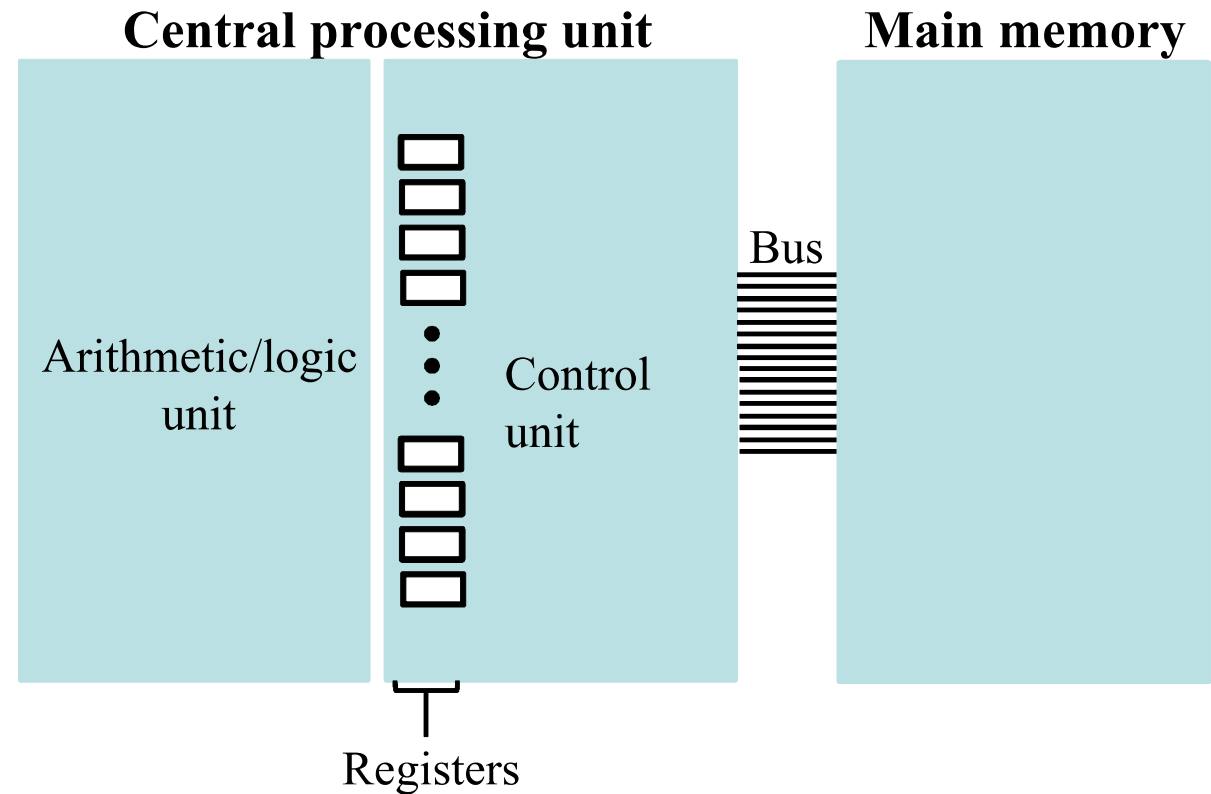 Central processing unit
Main memory
Bus
Arithmetic/logic
unit
Control
unit
Registers